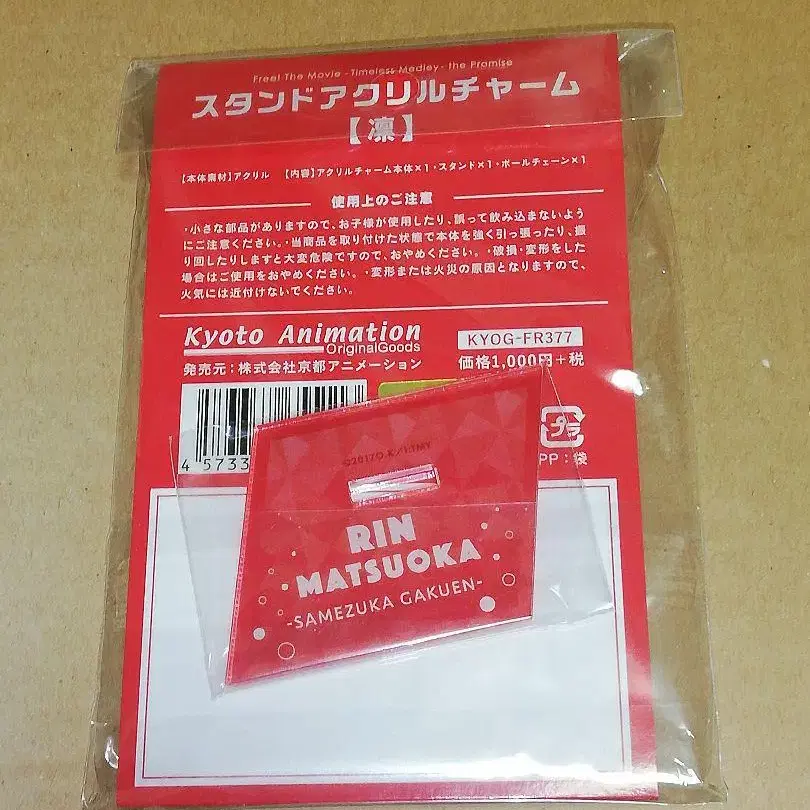 Free! The Movie -Timeless Medley- the Promise
スタンドアクリルチャーム
【凛】
【本体素材】アクリル 【内容】アクリルチャーム本体×1・スタンド×1・ボールチェーン×1
使用上のご注意
・小さな部品がありますので、お子様が使用したり、誤って飲み込まないよう
にご注意ください。・当商品を取り付けた状態で本体を強く引っ張ったり、振
り回したりしますと大変危険ですので、おやめください。・破損・変形をした
場合はご使用をおやめください。・変形または火災の原因となりますので、
火気には近付けないでください。
Kyoto Animation
OriginalGoods
KYOG-FR377
発売元:株式会社京都アニメーション
価格1,000円+税
4 5733
プラ
PP:袋
©2017O.K/I.TMY
RIN
MATSUOKA
-SAMEZUKA GAKUEN-